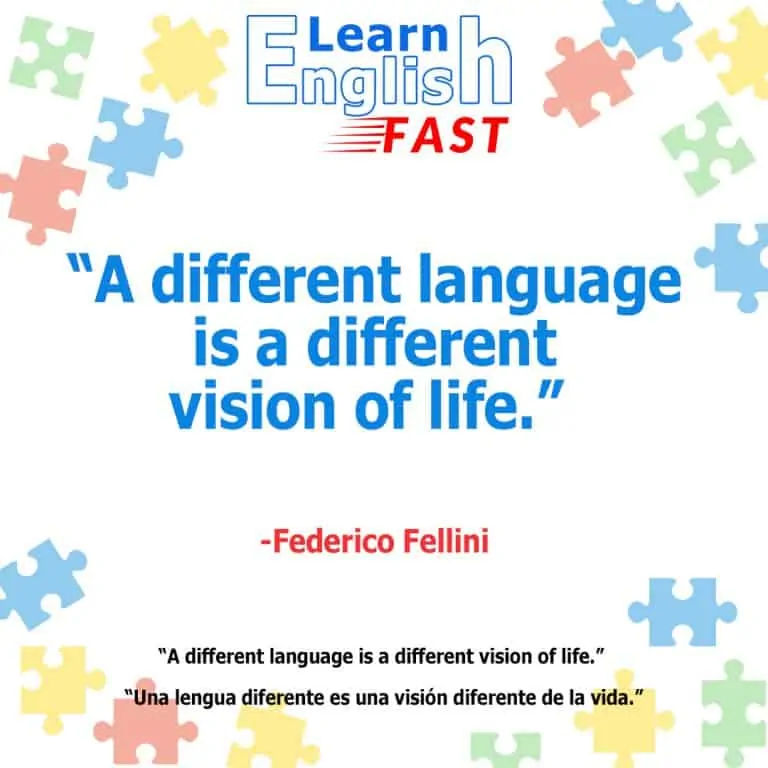 Learn
English
FAST
“A different language
is a different
vision of life.”
-Federico Fellini
“A different language is a different vision of life.”
“Una lengua diferente es una visión diferente de la vida.”